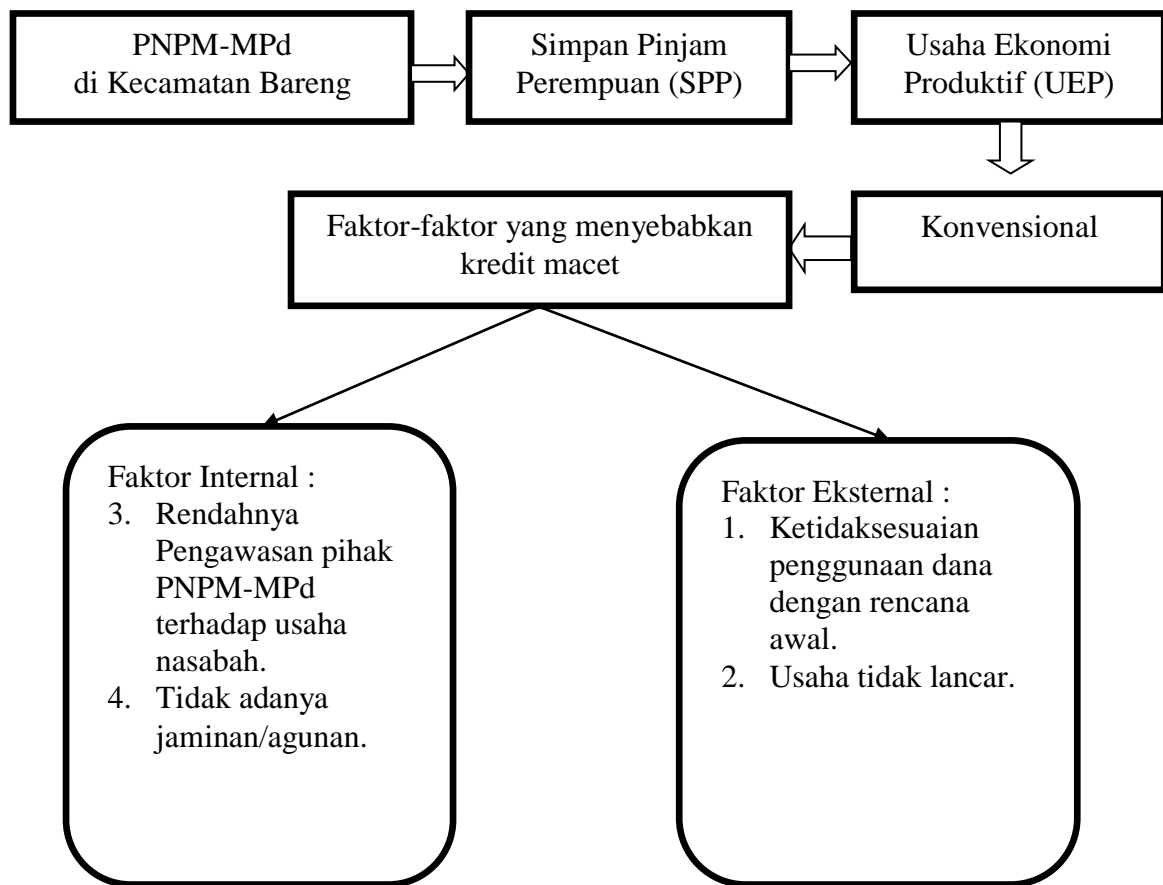 PNPM-MPd
di Kecamatan Bareng
Simpan Pinjam
Perempuan (SPP)
Usaha Ekonomi
Produktif (UEP)
Konvensional
Faktor-faktor yang menyebabkan
kredit macet
Faktor Internal :
3. Rendahnya
Pengawasan pihak
PNPM-MPd
terhadap usaha
nasabah.
4. Tidak adanya
jaminan/agunan.
Faktor Eksternal :
1. Ketidaksesuaian
penggunaan dana
dengan rencana
awal.
2. Usaha tidak lancar.